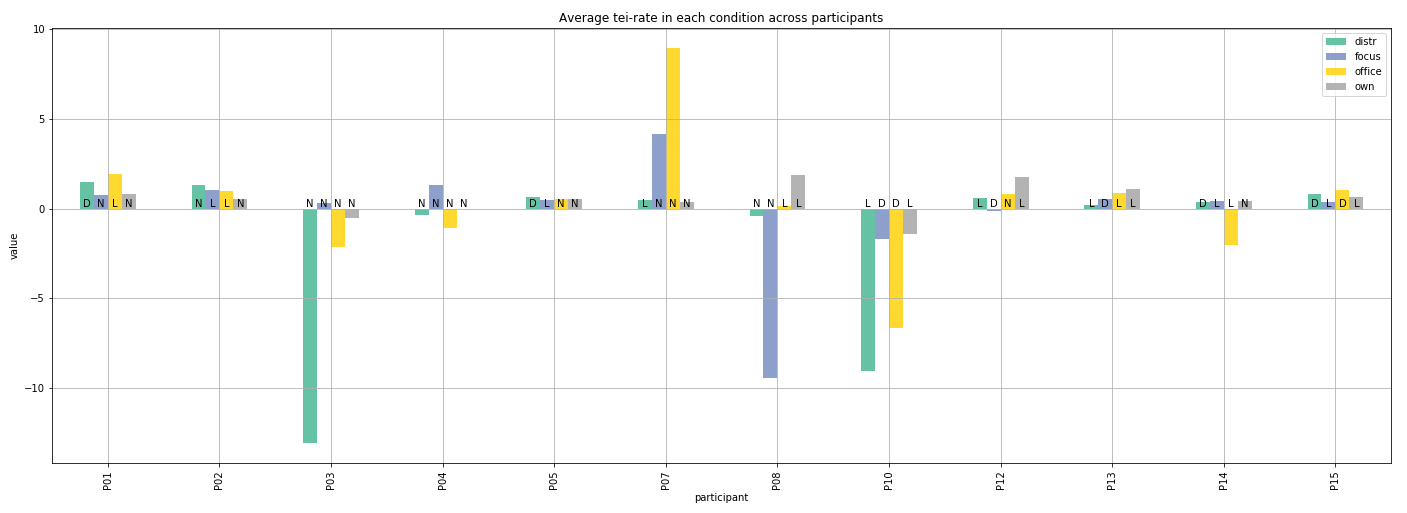 Average tei-rate in each condition across participants
10
5
0
−5
−10
value
distr
focus
office
own
D N L N
N L L N
N N N N
N N N N
D L N N
L N N N
N N L L
L D D L
L D N L
L D L L
D L L N
D L D L
P01
P02
P03
P04
P05
P07
P08
P10
P12
P13
P14
P15
participant